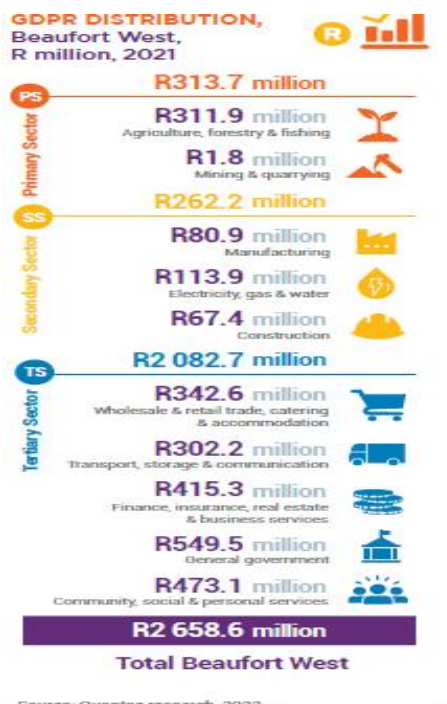 GDPR DISTRIBUTION,
Beaufort West,
R million, 2021
R
R313.7 million
PS
Primary Sector
R311.9 million
Agriculture, forestry & fishing
R1.8 million
Mining & quarrying
R262.2 million
SS
Secondary Sector
R80.9 million
Manufacturing
R113.9 million
Electricity, gas & water
R67.4 million
Construction
R2 082.7 million
TS
Tertiary Sector
R342.6 million
Wholesale & retail trade, catering
& accommodation
R302.2 million
Transport, storage & communication
R415.3 million
Finance, insurance, real estate
& business services
R549.5 million
General government
R473.1 million
Community, social & personal services
R2 658.6 million
Total Beaufort West